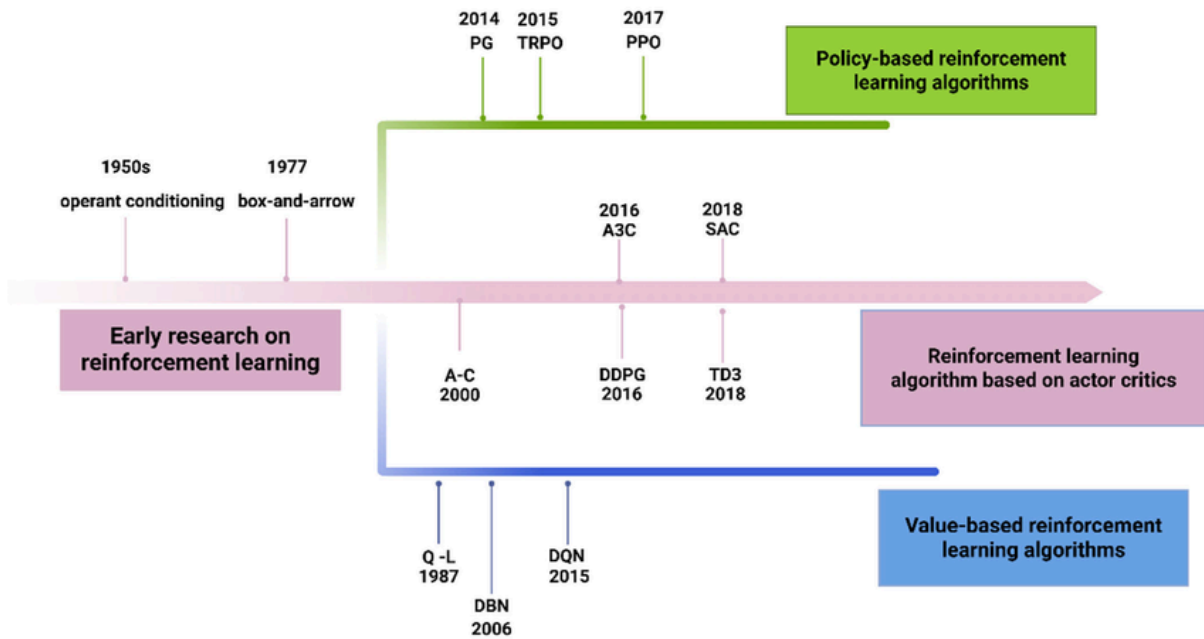 2014
PG
2015
TRPO
2017
PPO
Policy-based reinforcement
learning algorithms
1950s
operant conditioning
1977
box-and-arrow
2016
A3C
2018
SAC
Early research on
reinforcement learning
A-C
2000
DDPG
2016
TD3
2018
Reinforcement learning
algorithm based on actor critics
Q -L
1987
DBN
2006
DQN
2015
Value-based reinforcement
learning algorithms